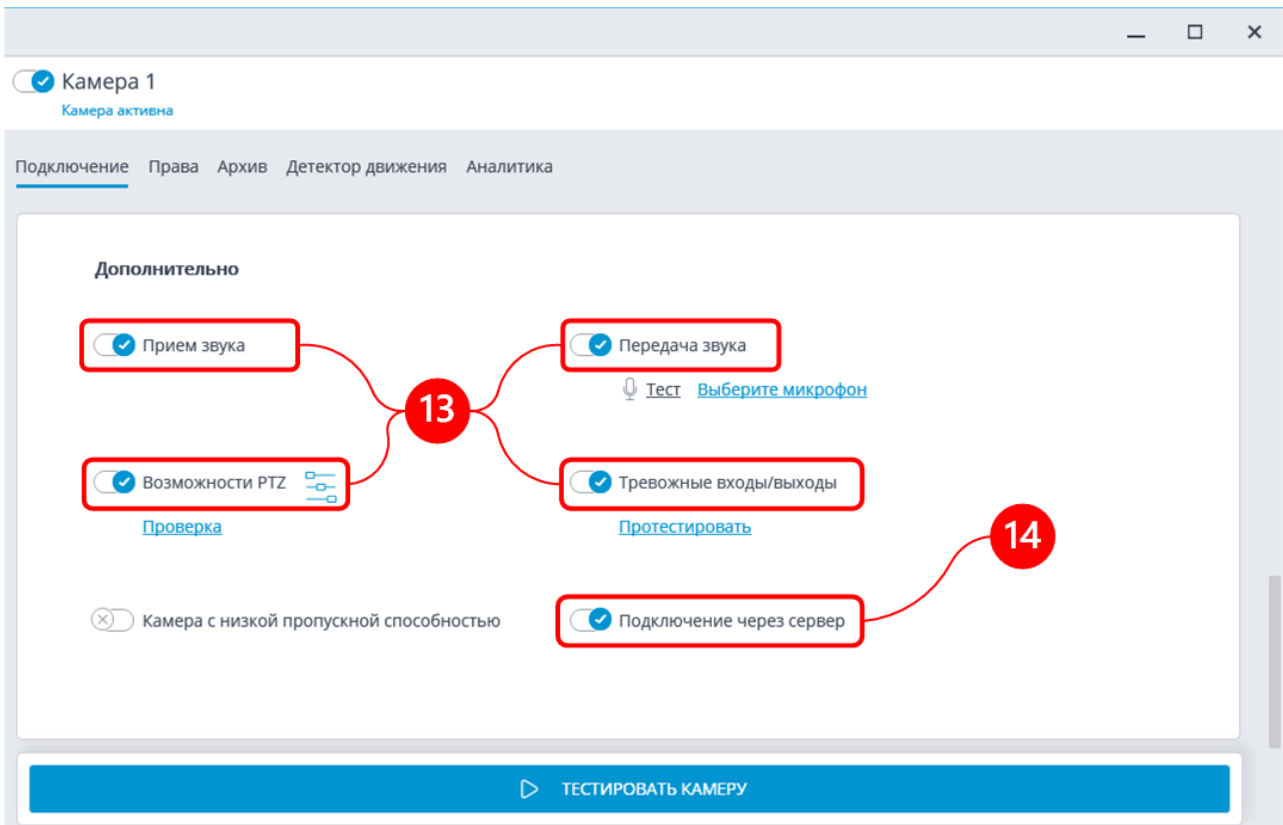 Камера 1
Камера активна
Подключение Права Архив Детектор движения Аналитика
Дополнительно
Прием звука
Передача звука
Тест Выберите микрофон
13
Возможности PTZ
Тревожные входы/выходы
Проверка
Протестировать
14
Камера с низкой пропускной способностью
Подключение через сервер
ТЕСТИРОВАТЬ КАМЕРУ